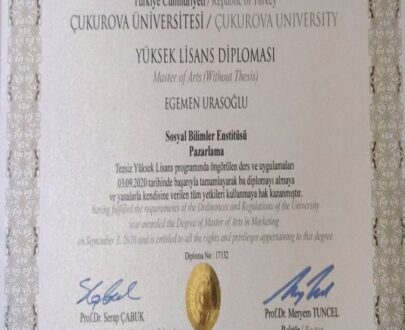 Türkiye Cumhuriyeti / Republic of Turkey
ÇUKUROVA ÜNİVERSİTESİ / ÇUKUROVA UNIVERSITY
YÜKSEK LİSANS DİPLOMASI
Master of Arts (Without Thesis)
EGEMEN URASOĞLU
Sosyal Bilimler Enstitüsü
Pazarlama
Tezsiz Yüksek Lisans programında öngörülen ders ve uygulamaları
03.09.2020 tarihinde başarıyla tamamlayarak bu diplomayı almaya
ve yasalarla kendisine verilen tüm yetkileri kullanmaya hak kazanmıştır.
having fulfilled the requirements of the Ordinances and Regulations of the University
was awarded the Degree of Master of Arts in Marketing
on September 3, 2020 and is entitled to all the rights and privileges appertaining to this degree.
Diploma No : 17132
Prof.Dr. Serap ÇABUK
Prof.Dr. Meryem TUNCEL